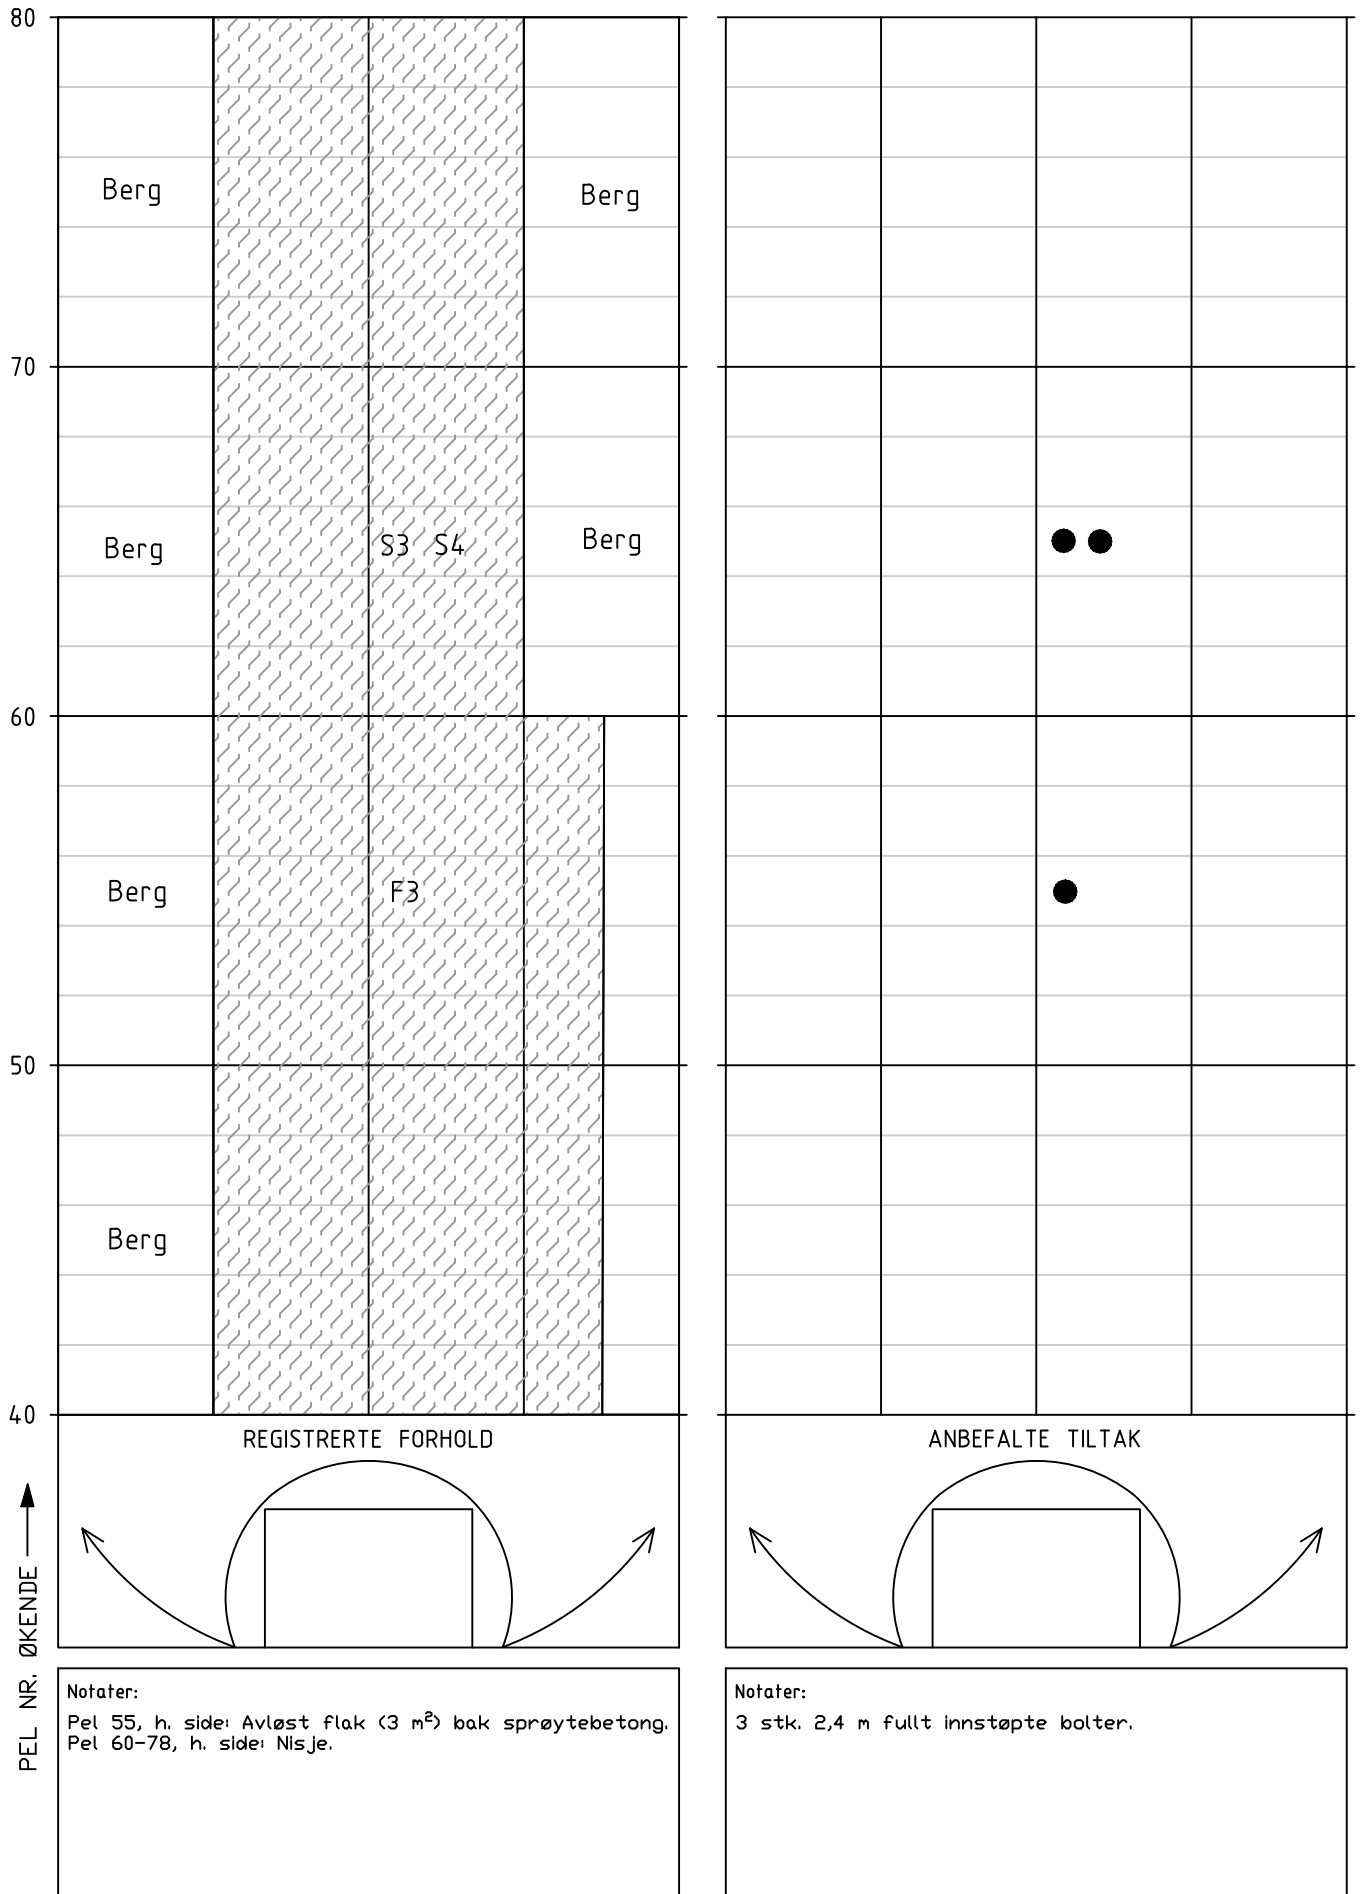 80
Berg
Berg
70
Berg
S3 S4
Berg
60
Berg
F3
50
Berg
40
REGISTRERTE FORHOLD
ANBEFALTE TILTAK
PEL NR. ØKENDE
Notater:
Pel 55, h. side: Avløst flak (3 m²) bak sprøytebetong.
Pel 60-78, h. side: Nisje.
Notater:
3 stk. 2,4 m fullt innstøpte bolter.